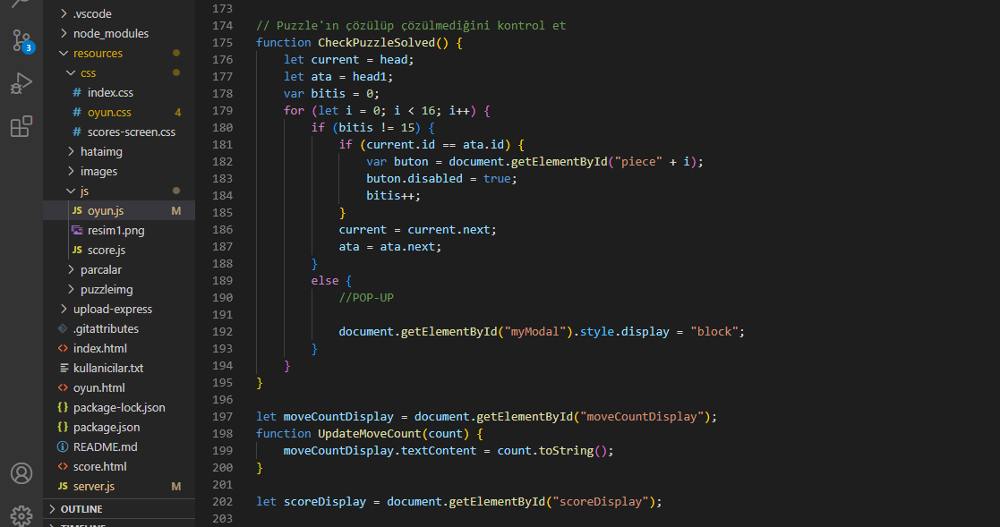 .vscode
node_modules
resources
css
# index.css
# oyun.css 4
# scores-screen.css
hataimg
images
js
JS oyun.js M
resim1.png
JS score.js
parcalar
puzzleimg
upload-express
.gitattributes
<> index.html
kullanicilar.txt
<> oyun.html
{} package-lock.json
{} package.json
README.md
<> score.html
JS server.js M
OUTLINE
TIMELINE
3
173
174 // Puzzle'ın çözülüp çözülmediğini kontrol et
175 function CheckPuzzleSolved() {
176 let current = head;
177 let ata = head1;
178 var bitis = 0;
179 for (let i = 0; i < 16; i++) {
180 if (bitis != 15) {
181 if (current.id == ata.id) {
182 var buton = document.getElementById("piece" + i);
183 buton.disabled = true;
184 bitis++;
185 }
186 current = current.next;
187 ata = ata.next;
188 }
189 else {
190 //POP-UP
191
192 document.getElementById("myModal").style.display = "block";
193 }
194 }
195 }
196
197 let moveCountDisplay = document.getElementById("moveCountDisplay");
198 function UpdateMoveCount(count) {
199 moveCountDisplay.textContent = count.toString();
200 }
201
202 let scoreDisplay = document.getElementById("scoreDisplay");
203